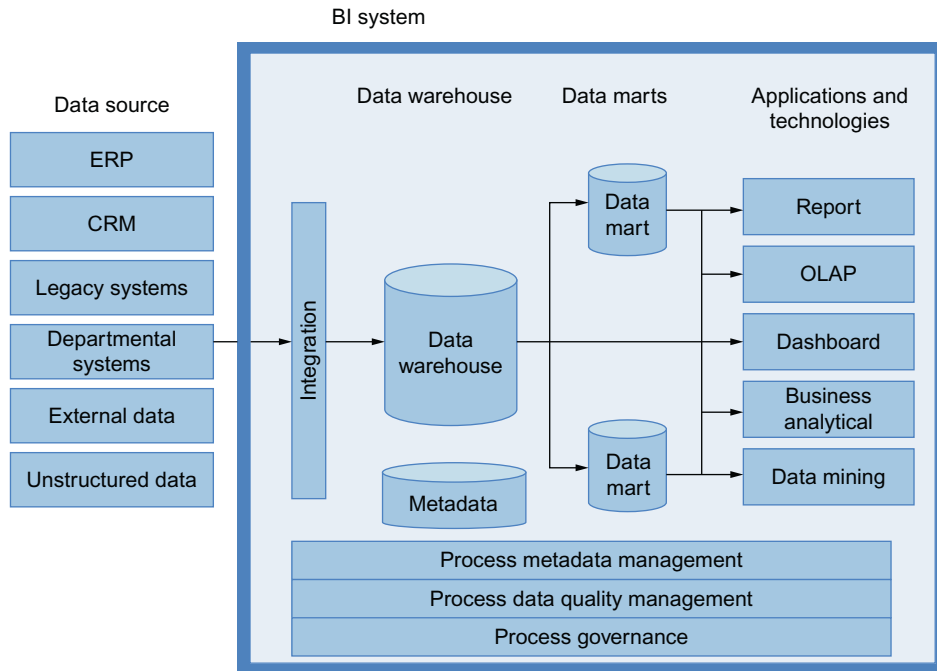 BI system
Data source
ERP
CRM
Legacy systems
Departmental
systems
External data
Unstructured data
Integration
Data warehouse
Data
warehouse
Metadata
Data marts
Data
mart
Data
mart
Applications and
technologies
Report
OLAP
Dashboard
Business
analytical
Data mining
Process metadata management
Process data quality management
Process governance